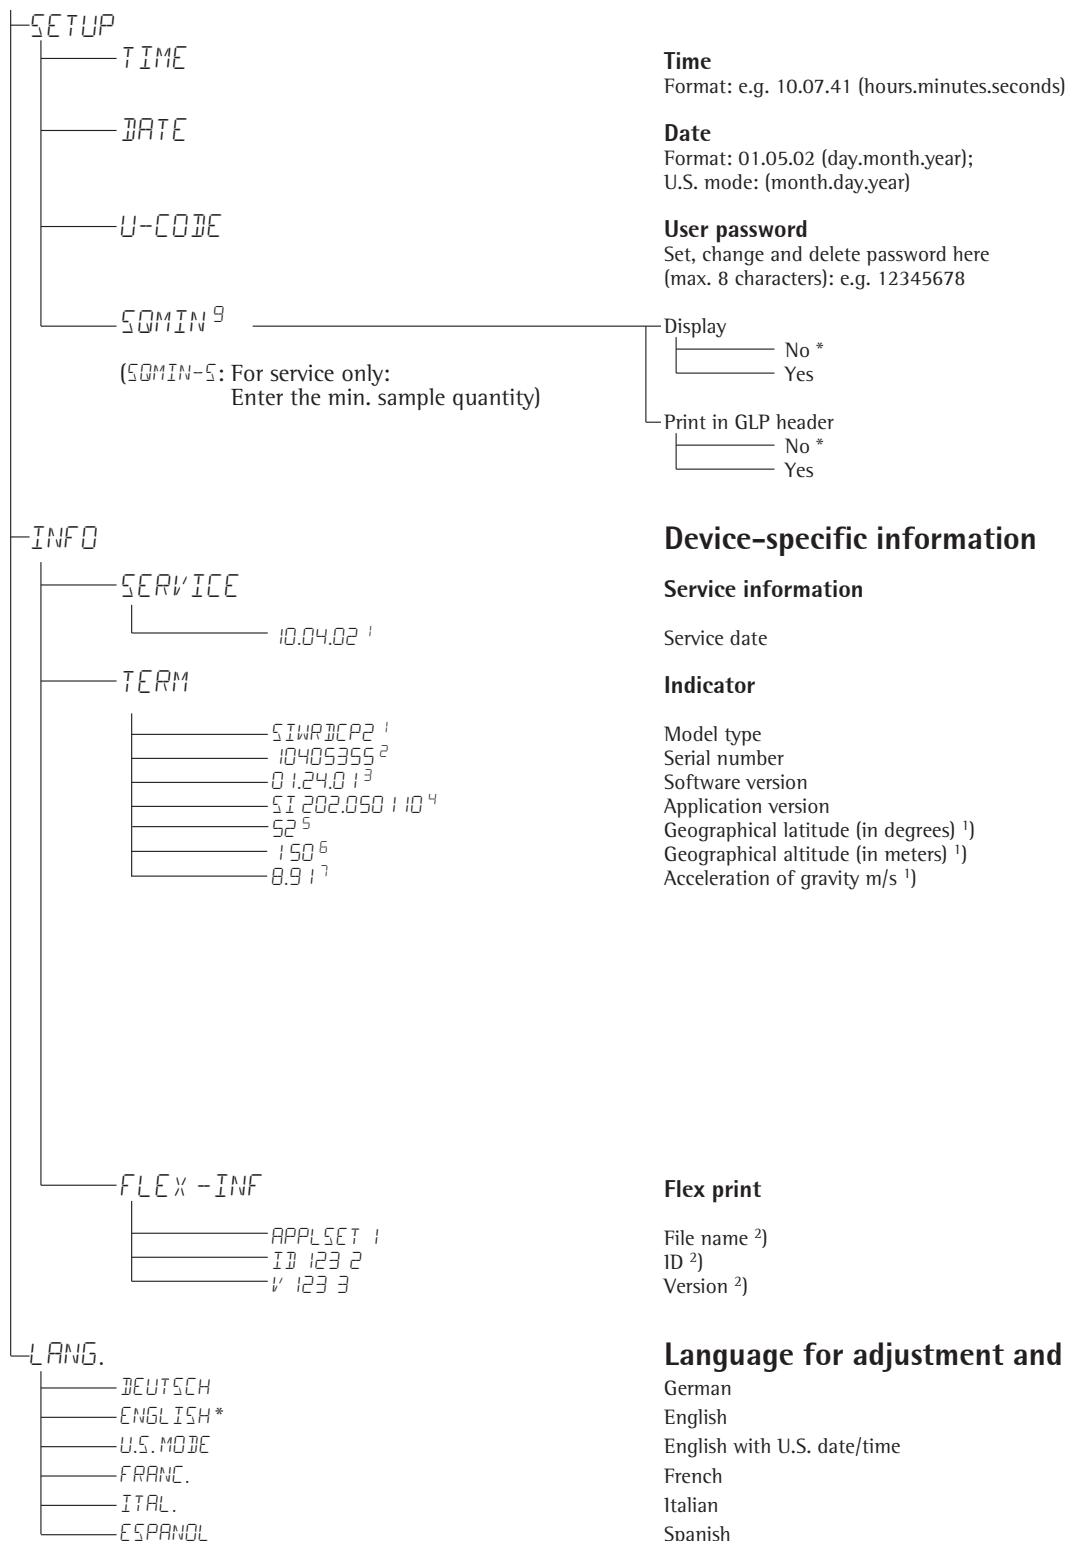 SETUP
TIME
Time
Format: e.g. 10.07.41 (hours.minutes.seconds)
DATE
Date
Format: 01.05.02 (day.month.year);
U.S. mode: (month.day.year)
U-CODE
User password
Set, change and delete password here
(max. 8 characters): e.g. 12345678
SQMIN 9
Display
No *
Yes
(SQMIN-S: For service only:
Enter the min. sample quantity)
Print in GLP header
No *
Yes
INFO
Device-specific information
SERVICE
Service information
10.04.02 1
Service date
TERM
Indicator
SIWRDCP2 1
Model type
10405355 2
Serial number
01.24.01 3
Software version
SI 202.050110 4
Application version
52 5
Geographical latitude (in degrees) 1)
150 6
Geographical altitude (in meters) 1)
8.91 7
Acceleration of gravity m/s 1)
FLEX-INF
Flex print
APPLSET 1
File name 2)
ID 123 2
ID 2)
V 123 3
Version 2)
LANG.
Language for adjustment and
DEUTSCH
German
ENGLISH *
English
U.S. MODE
English with U.S. date/time
FRANC.
French
ITAL.
Italian
ESPANOL
Spanish